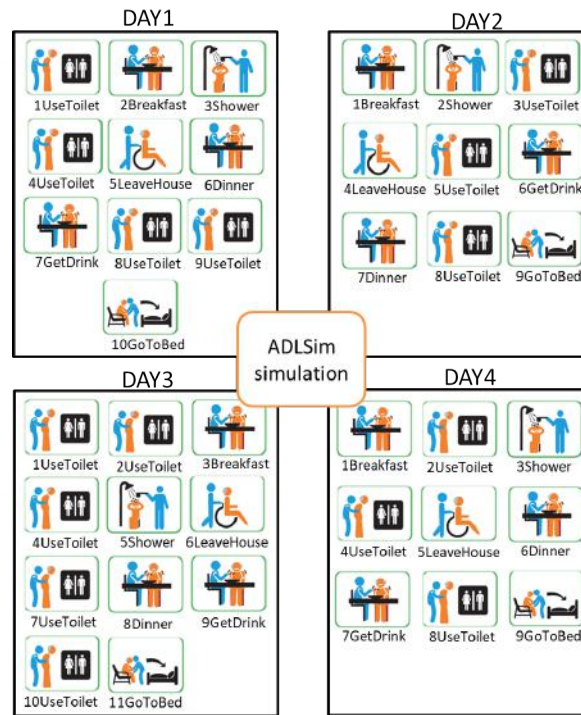 DAY1
1UseToilet 2Breakfast 3Shower
4UseToilet 5LeaveHouse 6Dinner
7GetDrink 8UseToilet 9UseToilet
10GoToBed
DAY2
1Breakfast 2Shower 3UseToilet
4LeaveHouse 5UseToilet 6GetDrink
7Dinner 8UseToilet 9GoToBed
ADLSim
simulation
DAY3
1UseToilet 2UseToilet 3Breakfast
4UseToilet 5Shower 6LeaveHouse
7UseToilet 8Dinner 9GetDrink
10UseToilet 11GoToBed
DAY4
1Breakfast 2UseToilet 3Shower
4UseToilet 5LeaveHouse 6Dinner
7GetDrink 8UseToilet 9GoToBed